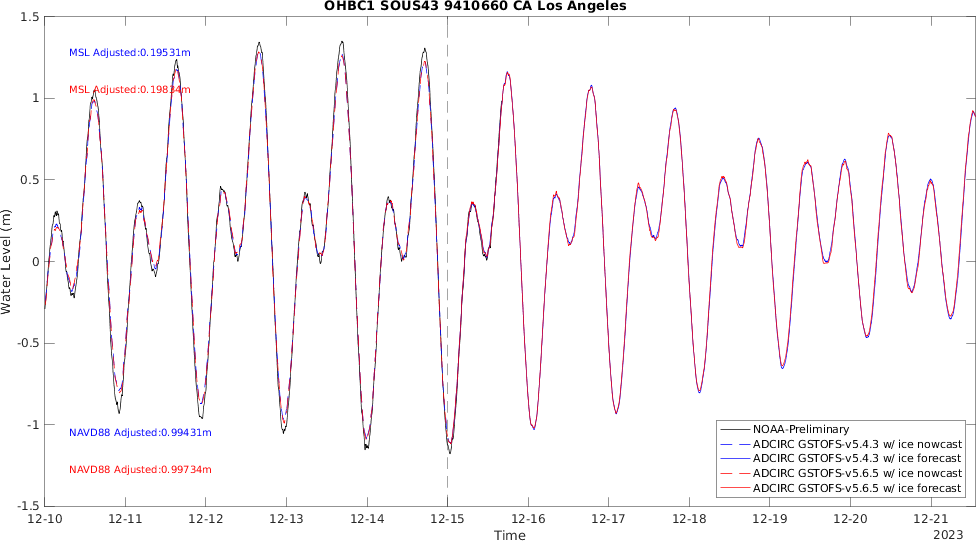 OHBC1 SOUS43 9410660 CA Los Angeles
1.5
MSL Adjusted:0.19531m
MSL Adjusted:0.19834m
1
0.5
0
-0.5
-1
-1.5
Water Level (m)
NAVD88 Adjusted:0.99431m
NAVD88 Adjusted:0.99734m
NOAA-Preliminary
ADCIRC GSTOFS-v5.4.3 w/ ice nowcast
ADCIRC GSTOFS-v5.4.3 w/ ice forecast
ADCIRC GSTOFS-v5.6.5 w/ ice nowcast
ADCIRC GSTOFS-v5.6.5 w/ ice forecast
12-10 12-11 12-12 12-13 12-14 12-15 12-16 12-17 12-18 12-19 12-20 12-21
Time
2023